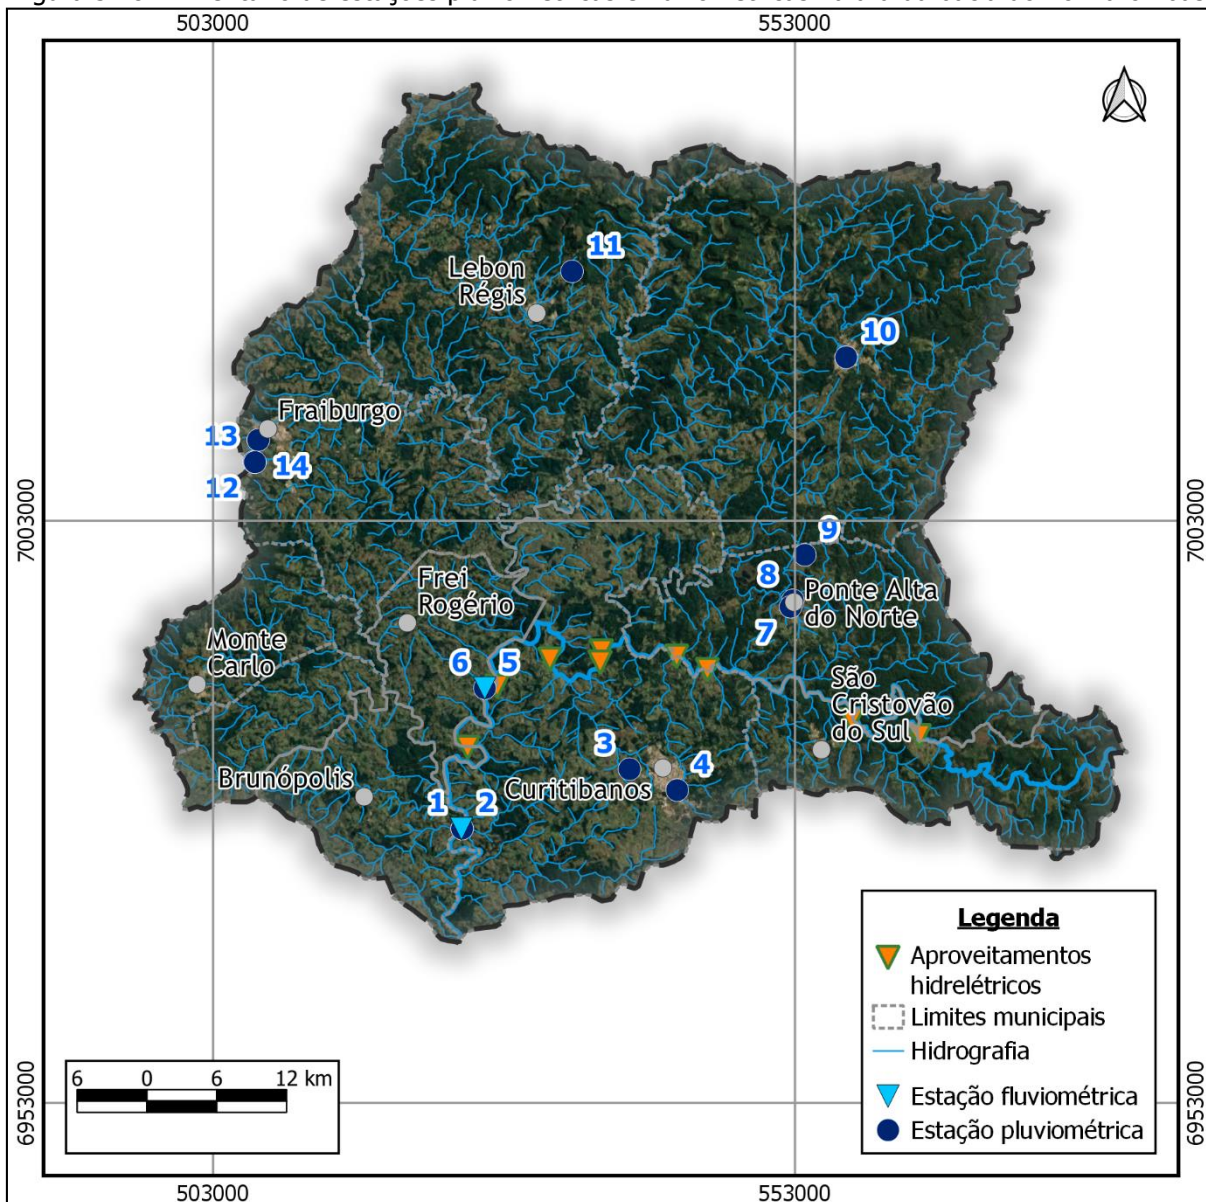 503000
553000
11
Lebon
Régis
10
Fraiburgo
13
14
12
7003000
7003000
9
Frei
Rogério
8
Ponte Alta
do Norte
7
Monte
Carlo
6
5
São
Cristovão
do Sul
3
4
Curitibanos
Brunópolis
1
2
Legenda
Aproveitamentos
hidrelétricos
Limites municipais
Hidrografia
Estação fluviométrica
Estação pluviométrica
6 0 6 12 km
6953000
6953000
503000
553000